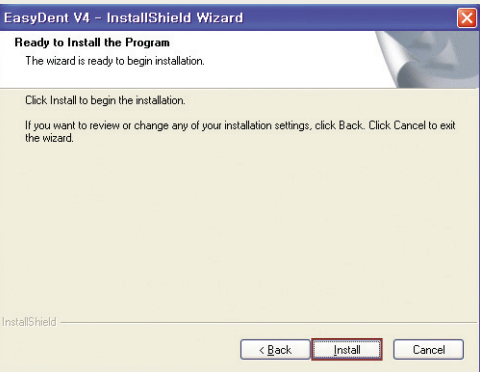 EasyDent V4 - InstallShield Wizard
Ready to Install the Program
The wizard is ready to begin installation.
Click Install to begin the installation.
If you want to review or change any of your installation settings, click Back. Click Cancel to exit
the wizard.
InstallShield
< Back Install Cancel